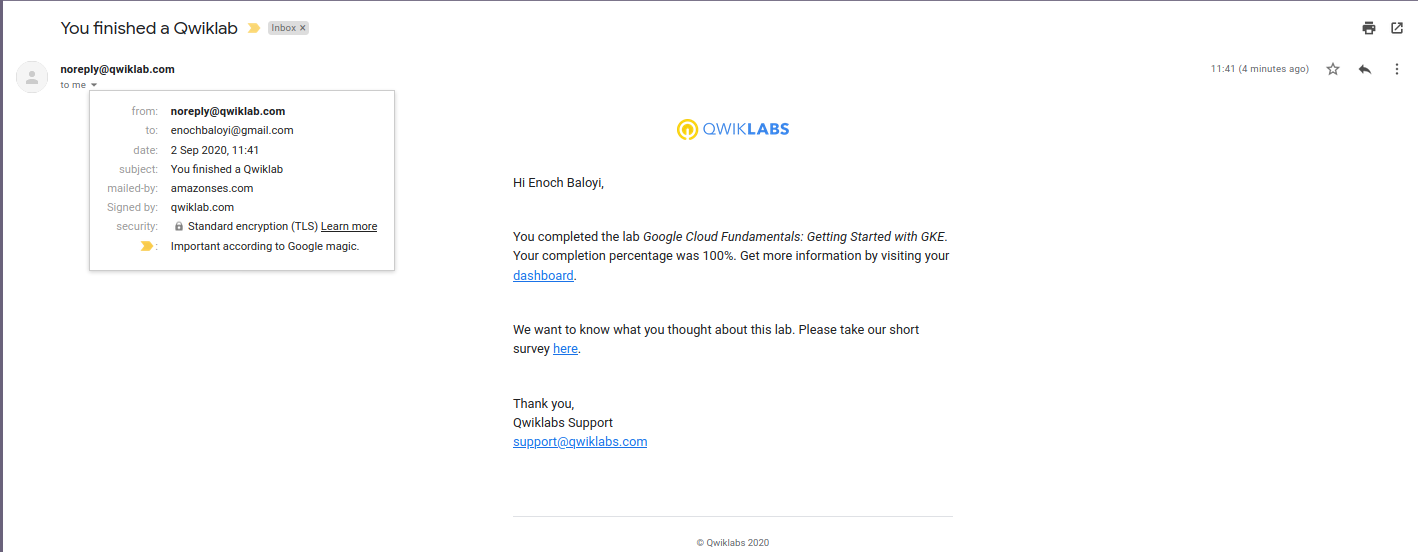 You finished a Qwiklab
Inbox ×
noreply@qwiklab.com
11:41 (4 minutes ago)
to me
from: noreply@qwiklab.com
to: enochbaloyi@gmail.com
date: 2 Sep 2020, 11:41
subject: You finished a Qwiklab
mailed-by: amazonses.com
Signed by: qwiklab.com
security: Standard encryption (TLS) Learn more
: Important according to Google magic.
QWIKLABS
Hi Enoch Baloyi,
You completed the lab Google Cloud Fundamentals: Getting Started with GKE.
Your completion percentage was 100%. Get more information by visiting your
dashboard.
We want to know what you thought about this lab. Please take our short
survey here.
Thank you,
Qwiklabs Support
support@qwiklabs.com
© Qwiklabs 2020